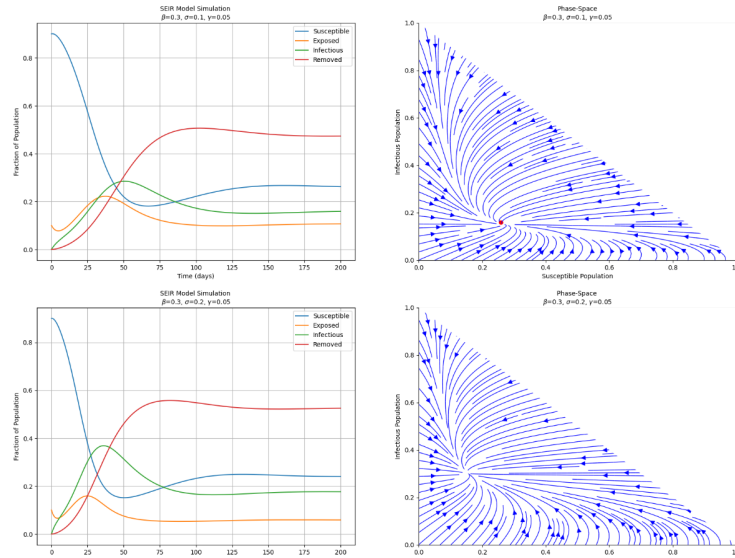 SEIR Model Simulation
β=0.3, σ=0.1, γ=0.05
Susceptible
Exposed
Infectious
Removed
Fraction of Population
0.8
0.6
0.4
0.2
0.0
0 25 50 75 100 125 150 175 200
Time (days)
Phase-Space
β=0.3, σ=0.1, γ=0.05
Infectious Population
1.0
0.8
0.6
0.4
0.2
0.0
0.0 0.2 0.4 0.6 0.8 1.0
Susceptible Population
SEIR Model Simulation
β=0.3, σ=0.2, γ=0.05
Susceptible
Exposed
Infectious
Removed
Fraction of Population
0.8
0.6
0.4
0.2
0.0
0 25 50 75 100 125 150 175 200
Phase-Space
β=0.3, σ=0.2, γ=0.05
Infectious Population
1.0
0.8
0.6
0.4
0.2
0.0
0.0 0.2 0.4 0.6 0.8